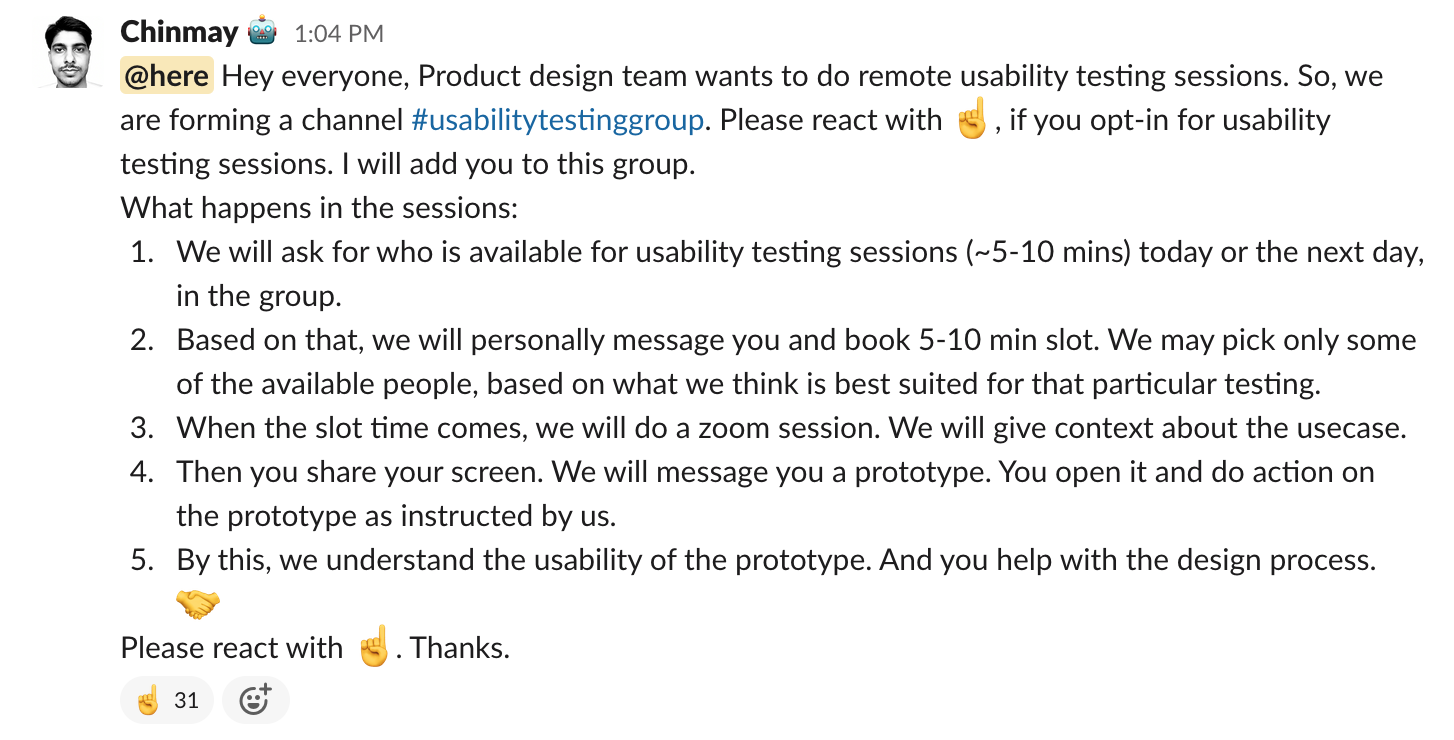 Chinmay 🤖 1:04 PM
@here Hey everyone, Product design team wants to do remote usability testing sessions. So, we
are forming a channel #usabilitytestinggroup. Please react with ☝️, if you opt-in for usability
testing sessions. I will add you to this group.
What happens in the sessions:
1. We will ask for who is available for usability testing sessions (~5-10 mins) today or the next day,
in the group.
2. Based on that, we will personally message you and book 5-10 min slot. We may pick only some
of the available people, based on what we think is best suited for that particular testing.
3. When the slot time comes, we will do a zoom session. We will give context about the usecase.
4. Then you share your screen. We will message you a prototype. You open it and do action on
the prototype as instructed by us.
5. By this, we understand the usability of the prototype. And you help with the design process.
🤝
Please react with ☝️. Thanks.
☝️ 31